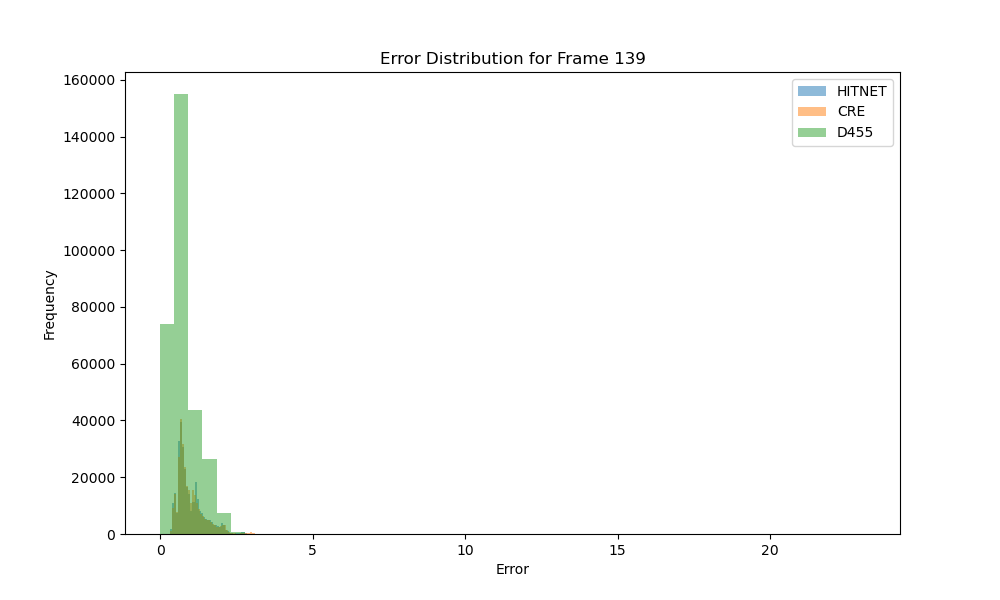 Error Distribution for Frame 139
HITNET
CRE
D455
160000
140000
120000
100000
80000
60000
40000
20000
0
Frequency
0 5 10 15 20
Error